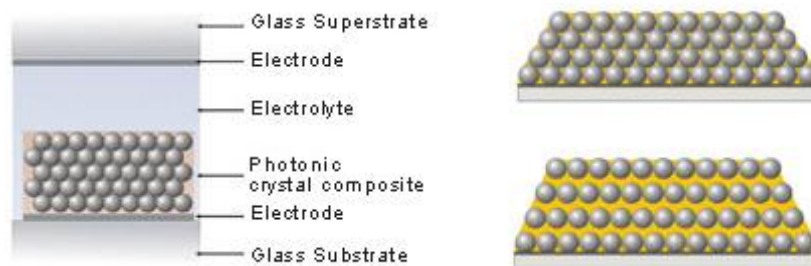 Glass Superstrate
Electrode
Electrolyte
Photonic
crystal composite
Electrode
Glass Substrate